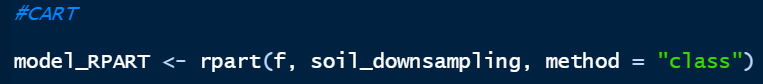 #CART
model_RPART <- rpart(f, soil_downsampling, method = "class")